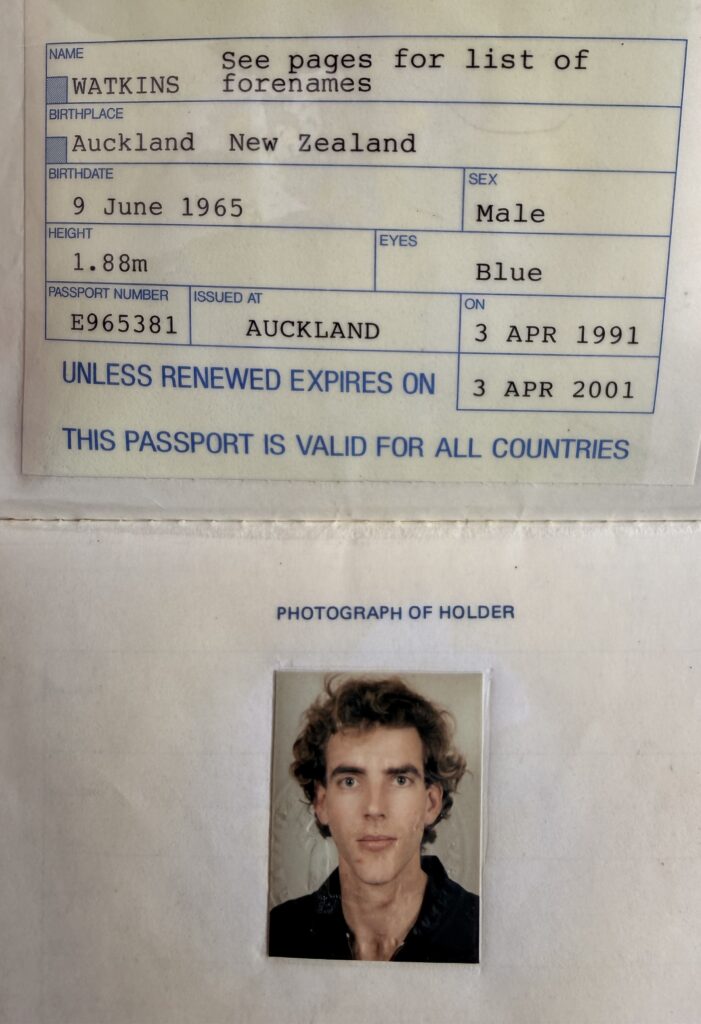 NAME
WATKINS See pages for list of
forenames
BIRTHPLACE
Auckland New Zealand
BIRTHDATE
9 June 1965
SEX
Male
HEIGHT
1.88m
EYES
Blue
PASSPORT NUMBER
E965381
ISSUED AT
AUCKLAND
ON
3 APR 1991
UNLESS RENEWED EXPIRES ON
3 APR 2001
THIS PASSPORT IS VALID FOR ALL COUNTRIES
PHOTOGRAPH OF HOLDER